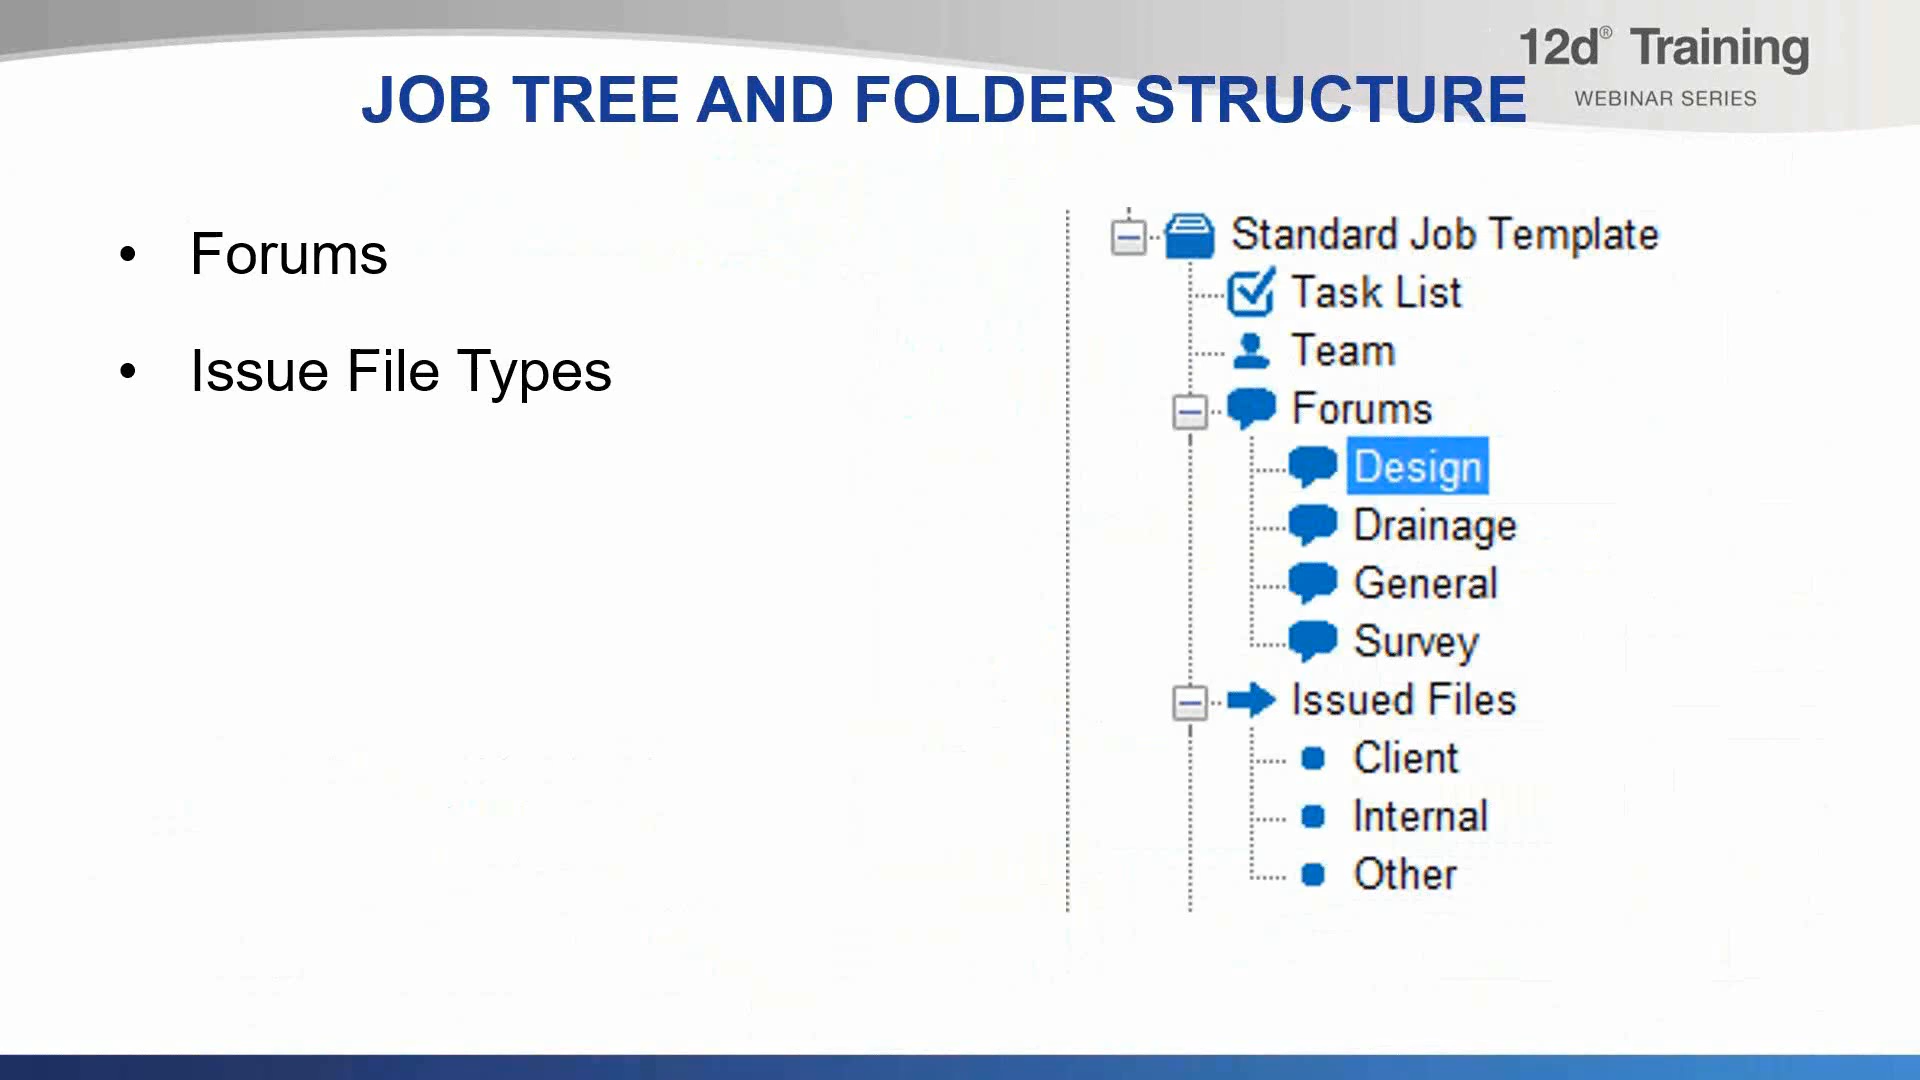 12d® Training
WEBINAR SERIES
JOB TREE AND FOLDER STRUCTURE
• Forums
• Issue File Types
Standard Job Template
Task List
Team
Forums
Design
Drainage
General
Survey
Issued Files
Client
Internal
Other